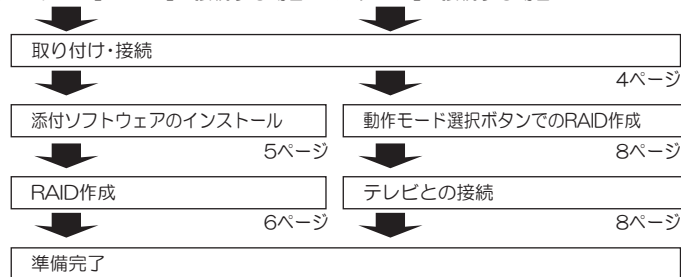 取り付け・接続
4ページ
添付ソフトウェアのインストール
5ページ
動作モード選択ボタンでのRAID作成
8ページ
RAID作成
6ページ
テレビとの接続
8ページ
準備完了